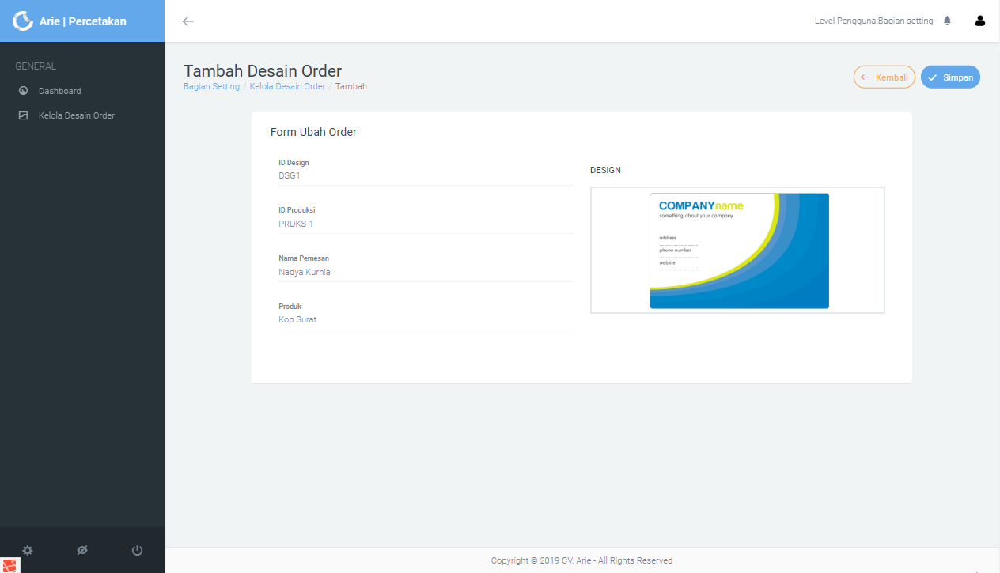 Arie | Percetakan
Level Pengguna:Bagian setting
GENERAL
Dashboard
Kelola Desain Order
Tambah Desain Order
Bagian Setting / Kelola Desain Order / Tambah
Kembali
Simpan
Form Ubah Order
ID Design
DSG1
ID Produksi
PRDKS-1
Nama Pemesan
Nadya Kurnia
Produk
Kop Surat
DESIGN
COMPANYname
something about your company
address
phone number
website
Copyright © 2019 CV. Arie - All Rights Reserved